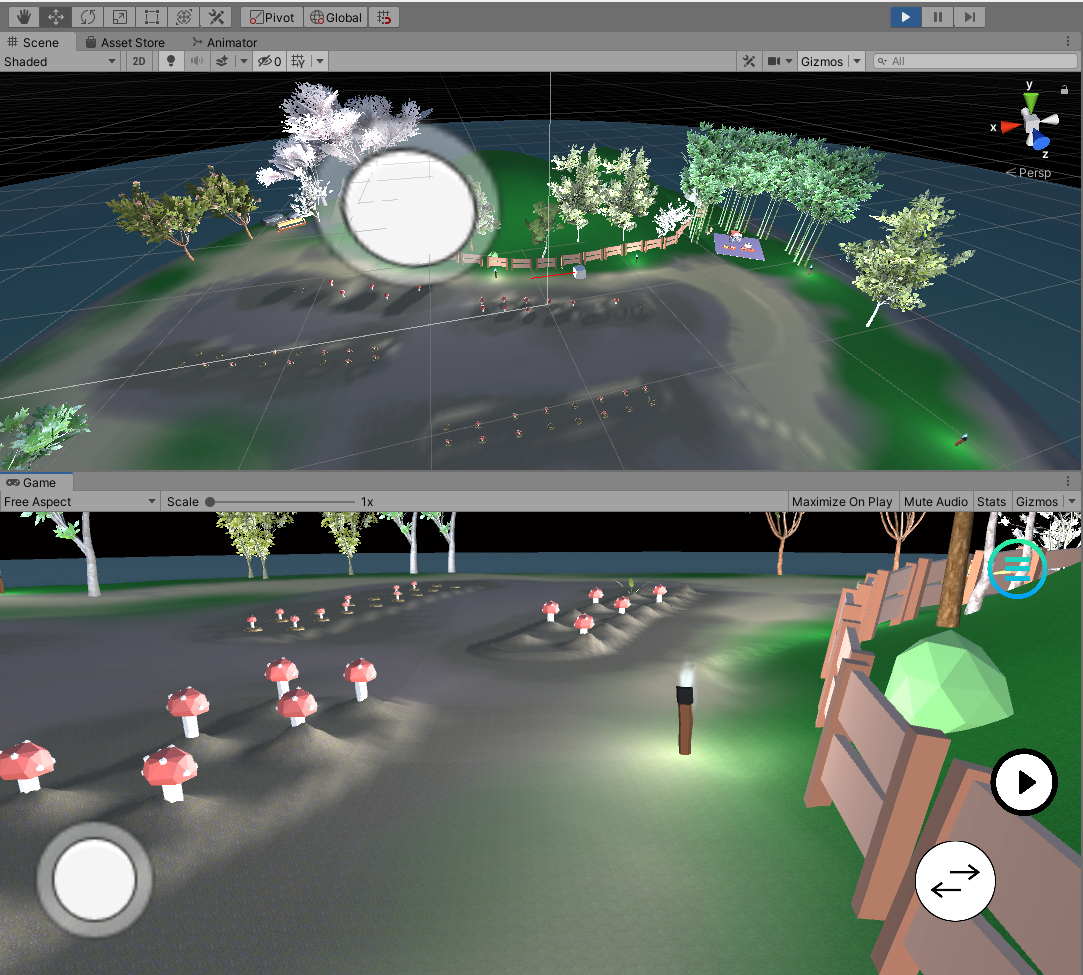 Pivot Global
Scene Asset Store Animator
Shaded 2D 0 Gizmos All
y
x
z
Persp
Game
Free Aspect Scale 1x Maximize On Play Mute Audio Stats Gizmos